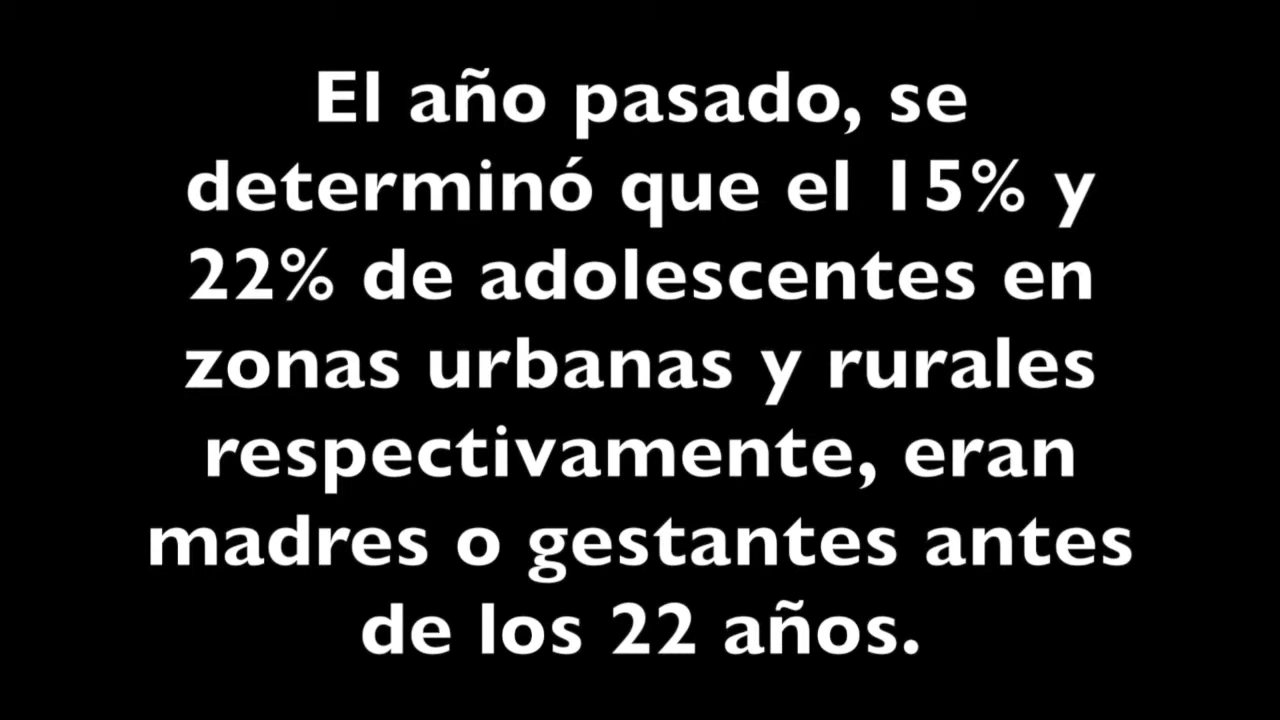 El año pasado, se
determinó que el 15% y
22% de adolescentes en
zonas urbanas y rurales
respectivamente, eran
madres o gestantes antes
de los 22 años.